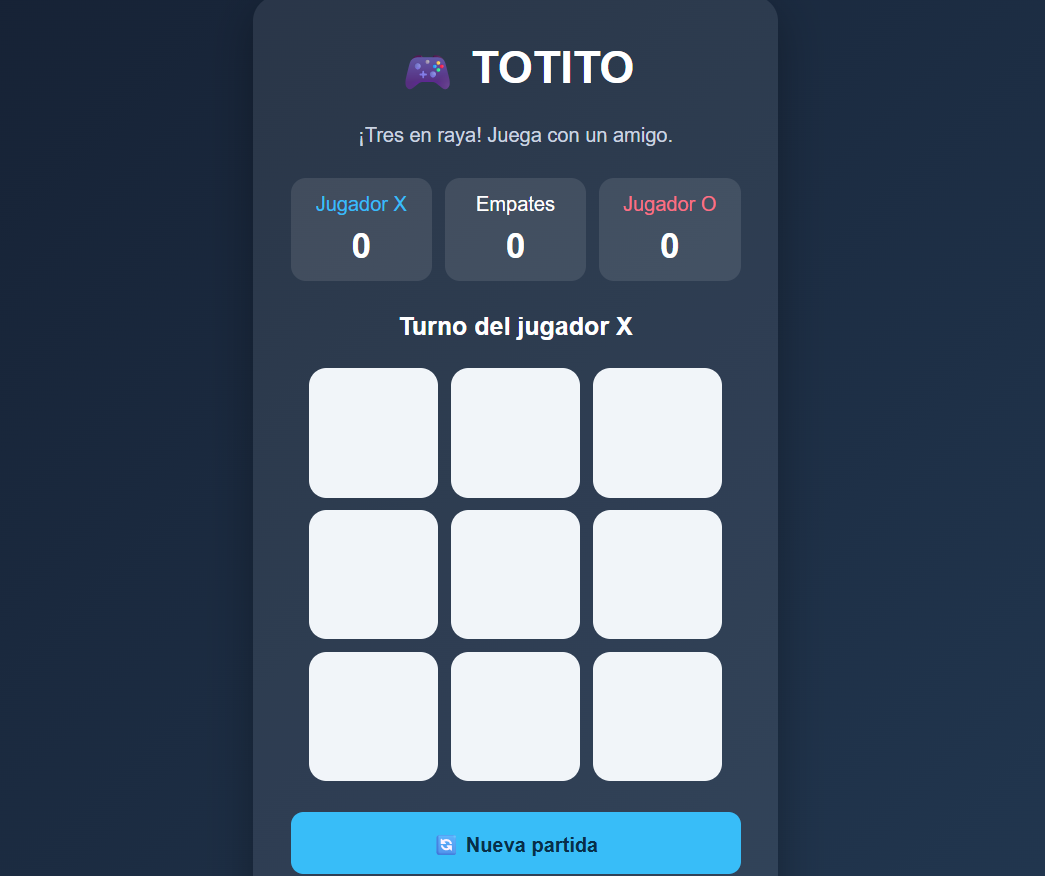 TOTITO
¡Tres en raya! Juega con un amigo.
Jugador X
0
Empates
0
Jugador O
0
Turno del jugador X
Nueva partida